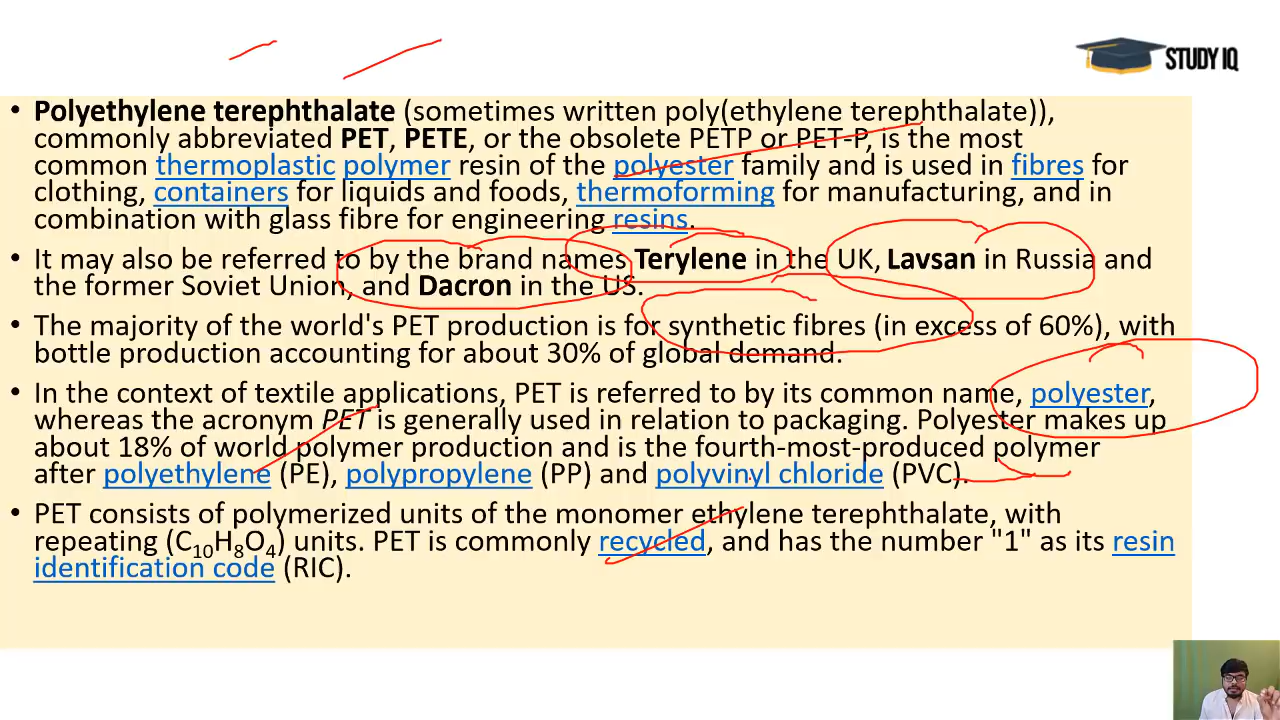 STUDY IQ
• Polyethylene terephthalate (sometimes written poly(ethylene terephthalate)),
commonly abbreviated PET, PETE, or the obsolete PETP or PET-P, is the most
common thermoplastic polymer resin of the polyester family and is used in fibres for
clothing, containers for liquids and foods, thermoforming for manufacturing, and in
combination with glass fibre for engineering resins.
• It may also be referred to by the brand names Terylene in the UK, Lavsan in Russia and
the former Soviet Union, and Dacron in the US.
• The majority of the world's PET production is for synthetic fibres (in excess of 60%), with
bottle production accounting for about 30% of global demand.
• In the context of textile applications, PET is referred to by its common name, polyester,
whereas the acronym PET is generally used in relation to packaging. Polyester makes up
about 18% of world polymer production and is the fourth-most-produced polymer
after polyethylene (PE), polypropylene (PP) and polyvinyl chloride (PVC).
• PET consists of polymerized units of the monomer ethylene terephthalate, with
repeating (C₁₀H₈O₄) units. PET is commonly recycled, and has the number "1" as its resin
identification code (RIC).